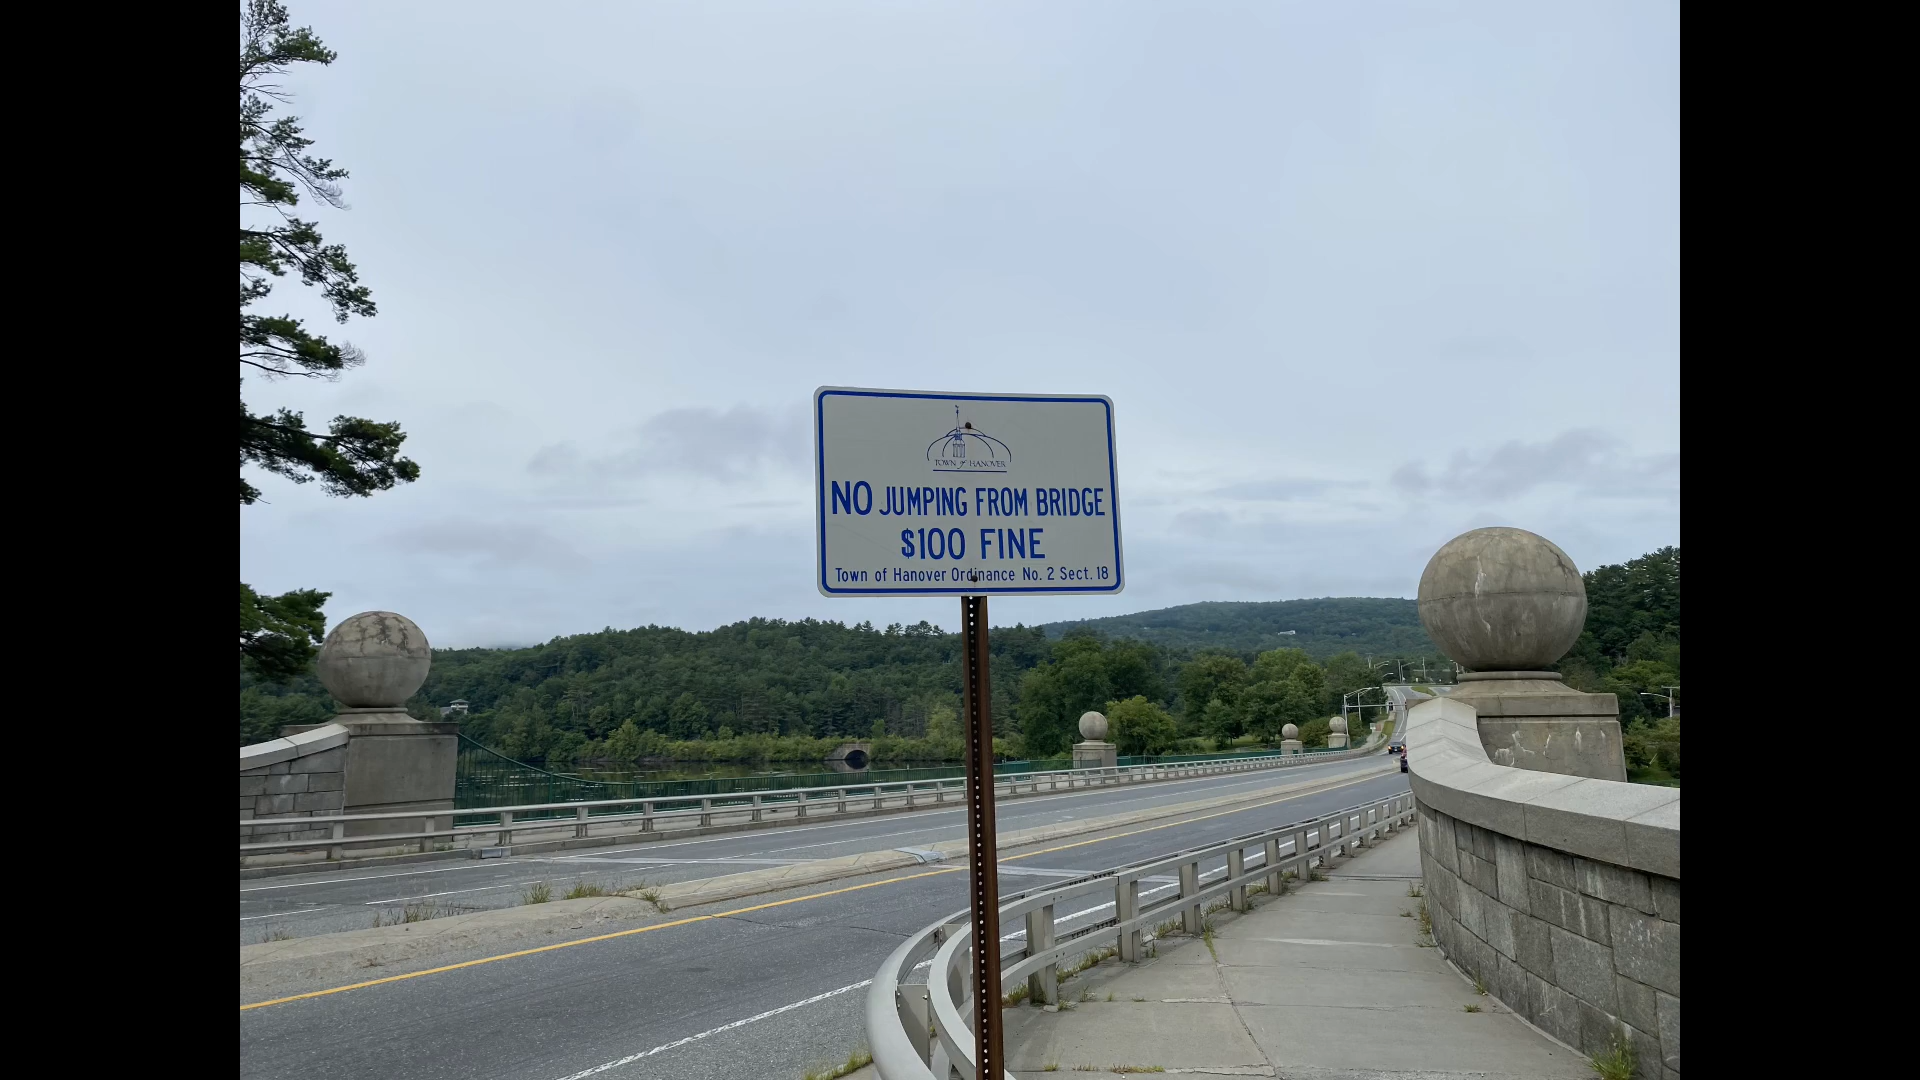 TOWN of HANOVER
NO JUMPING FROM BRIDGE
$100 FINE
Town of Hanover Ordinance No. 2 Sect. 18